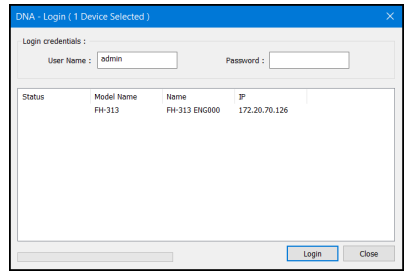 DNA - Login ( 1 Device Selected )
Login credentials :
User Name : admin Password :
Status Model Name Name IP
FH-313 FH-313 ENG000 172.20.70.126
Login Close